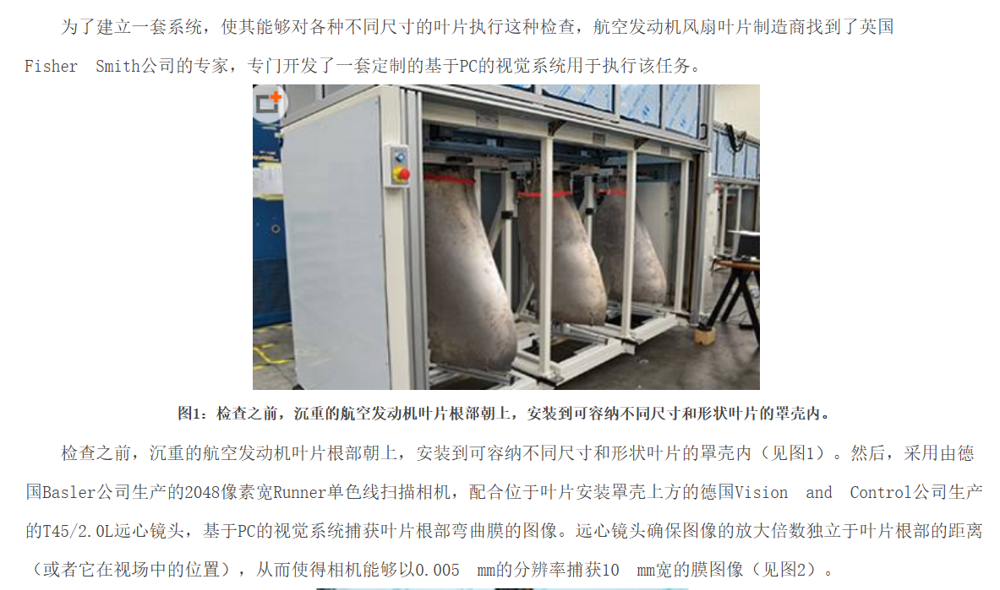 为了建立一套系统，使其能够对各种不同尺寸的叶片执行这种检查，航空发动机风扇叶片制造商找到了英国
Fisher Smith公司的专家，专门开发了一套定制的基于PC的视觉系统用于执行该任务。
图1：检查之前，沉重的航空发动机叶片根部朝上，安装到可容纳不同尺寸和形状叶片的罩壳内。
检查之前，沉重的航空发动机叶片根部朝上，安装到可容纳不同尺寸和形状叶片的罩壳内（见图1）。然后，采用由德
国Basler公司生产的2048像素宽Runner单色线扫描相机，配合位于叶片安装罩壳上方的德国Vision and Control公司生产
的T45/2.0L远心镜头，基于PC的视觉系统捕获叶片根部弯曲膜的图像。远心镜头确保图像的放大倍数独立于叶片根部的距离
（或者它在视场中的位置），从而使得相机能够以0.005 mm的分辨率捕获10 mm宽的膜图像（见图2）。